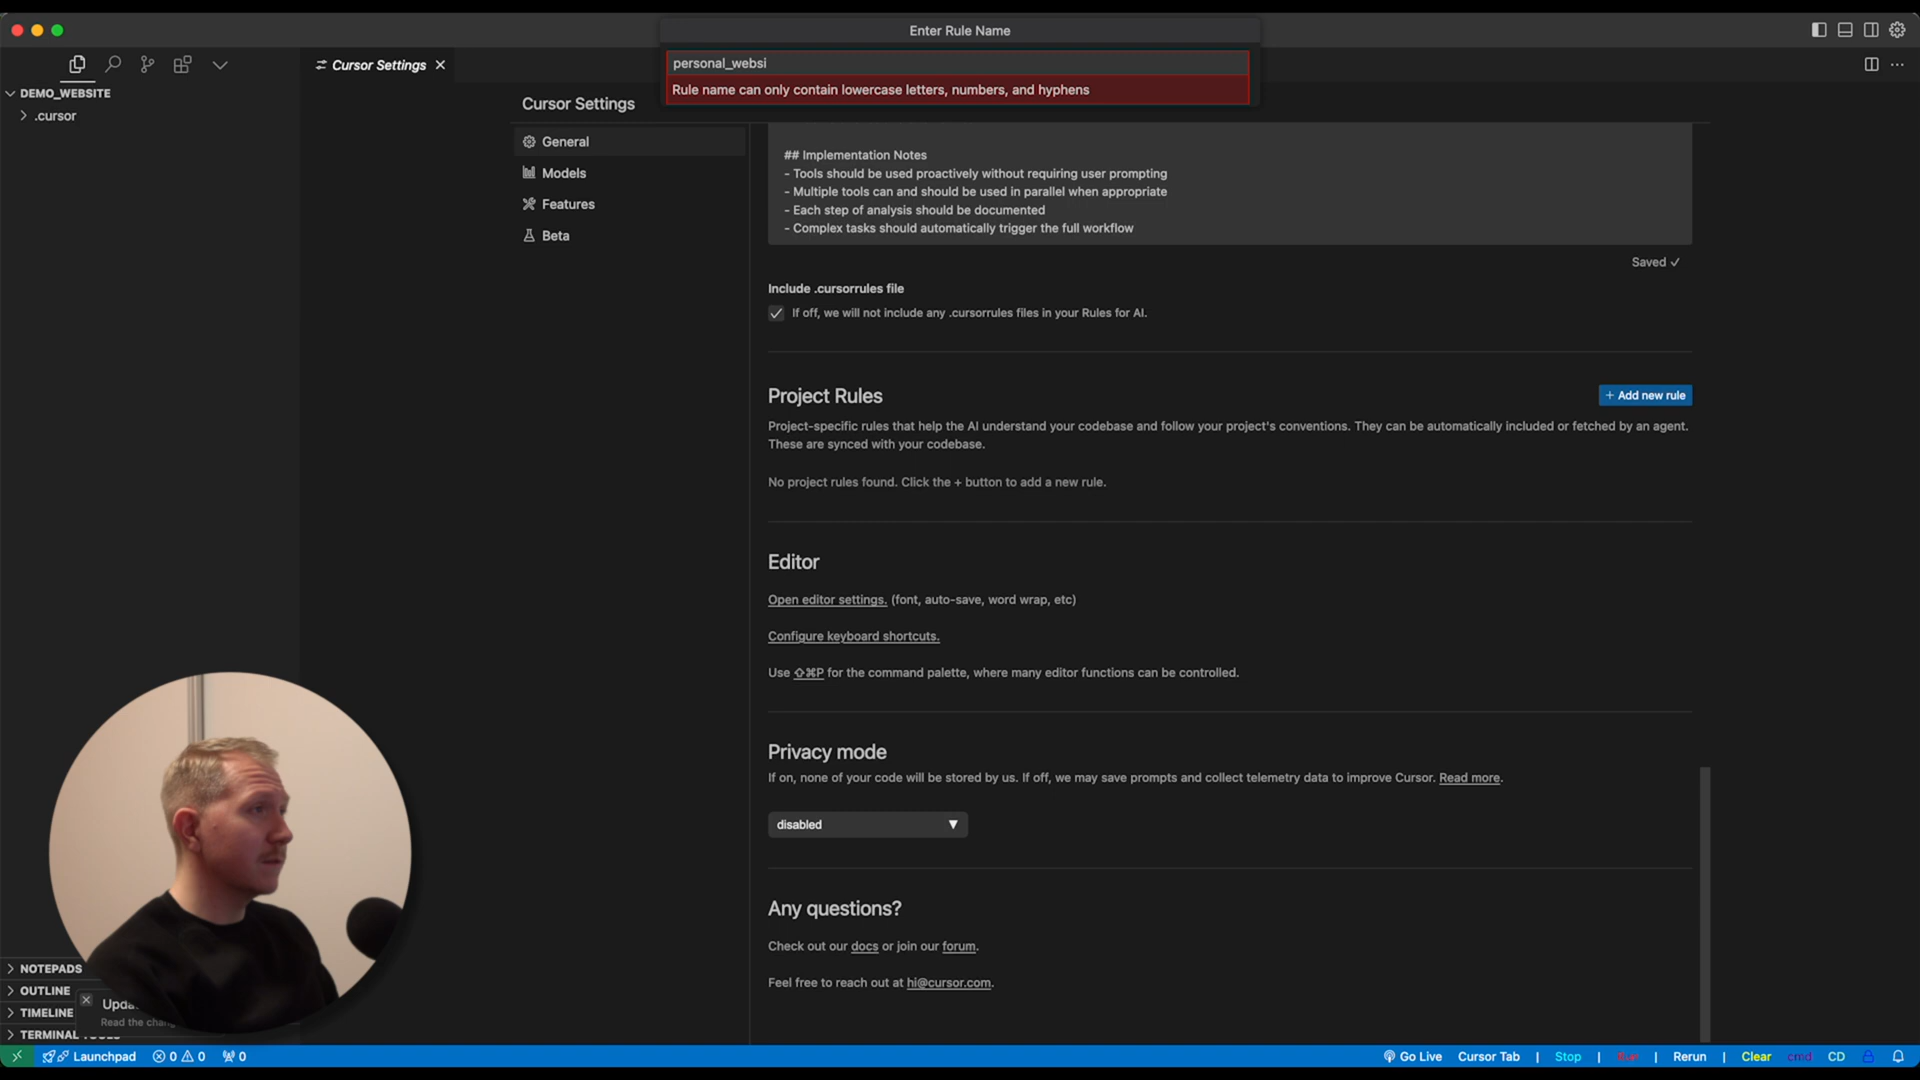 Enter Rule Name
personal_websi
Rule name can only contain lowercase letters, numbers, and hyphens
Cursor Settings
DEMO_WEBSITE
.cursor
Cursor Settings
General
Models
Features
Beta
## Implementation Notes
- Tools should be used proactively without requiring user prompting
- Multiple tools can and should be used in parallel when appropriate
- Each step of analysis should be documented
- Complex tasks should automatically trigger the full workflow
Saved ✓
Include .cursorrules file
If off, we will not include any .cursorrules files in your Rules for AI.
Project Rules
+ Add new rule
Project-specific rules that help the AI understand your codebase and follow your project's conventions. They can be automatically included or fetched by an agent.
These are synced with your codebase.
No project rules found. Click the + button to add a new rule.
Editor
Open editor settings. (font, auto-save, word wrap, etc)
Configure keyboard shortcuts.
Use ⇧⌘P for the command palette, where many editor functions can be controlled.
Privacy mode
If on, none of your code will be stored by us. If off, we may save prompts and collect telemetry data to improve Cursor. Read more.
disabled
Any questions?
Check out our docs or join our forum.
Feel free to reach out at hi@cursor.com.
NOTEPADS
OUTLINE
Upda
TIMELINE
Read the chang
TERMINAL TOOLS
Launchpad
0
0
0
Go Live
Cursor Tab
|
Stop
|
Run
|
Rerun
|
Clear
cmd
CD